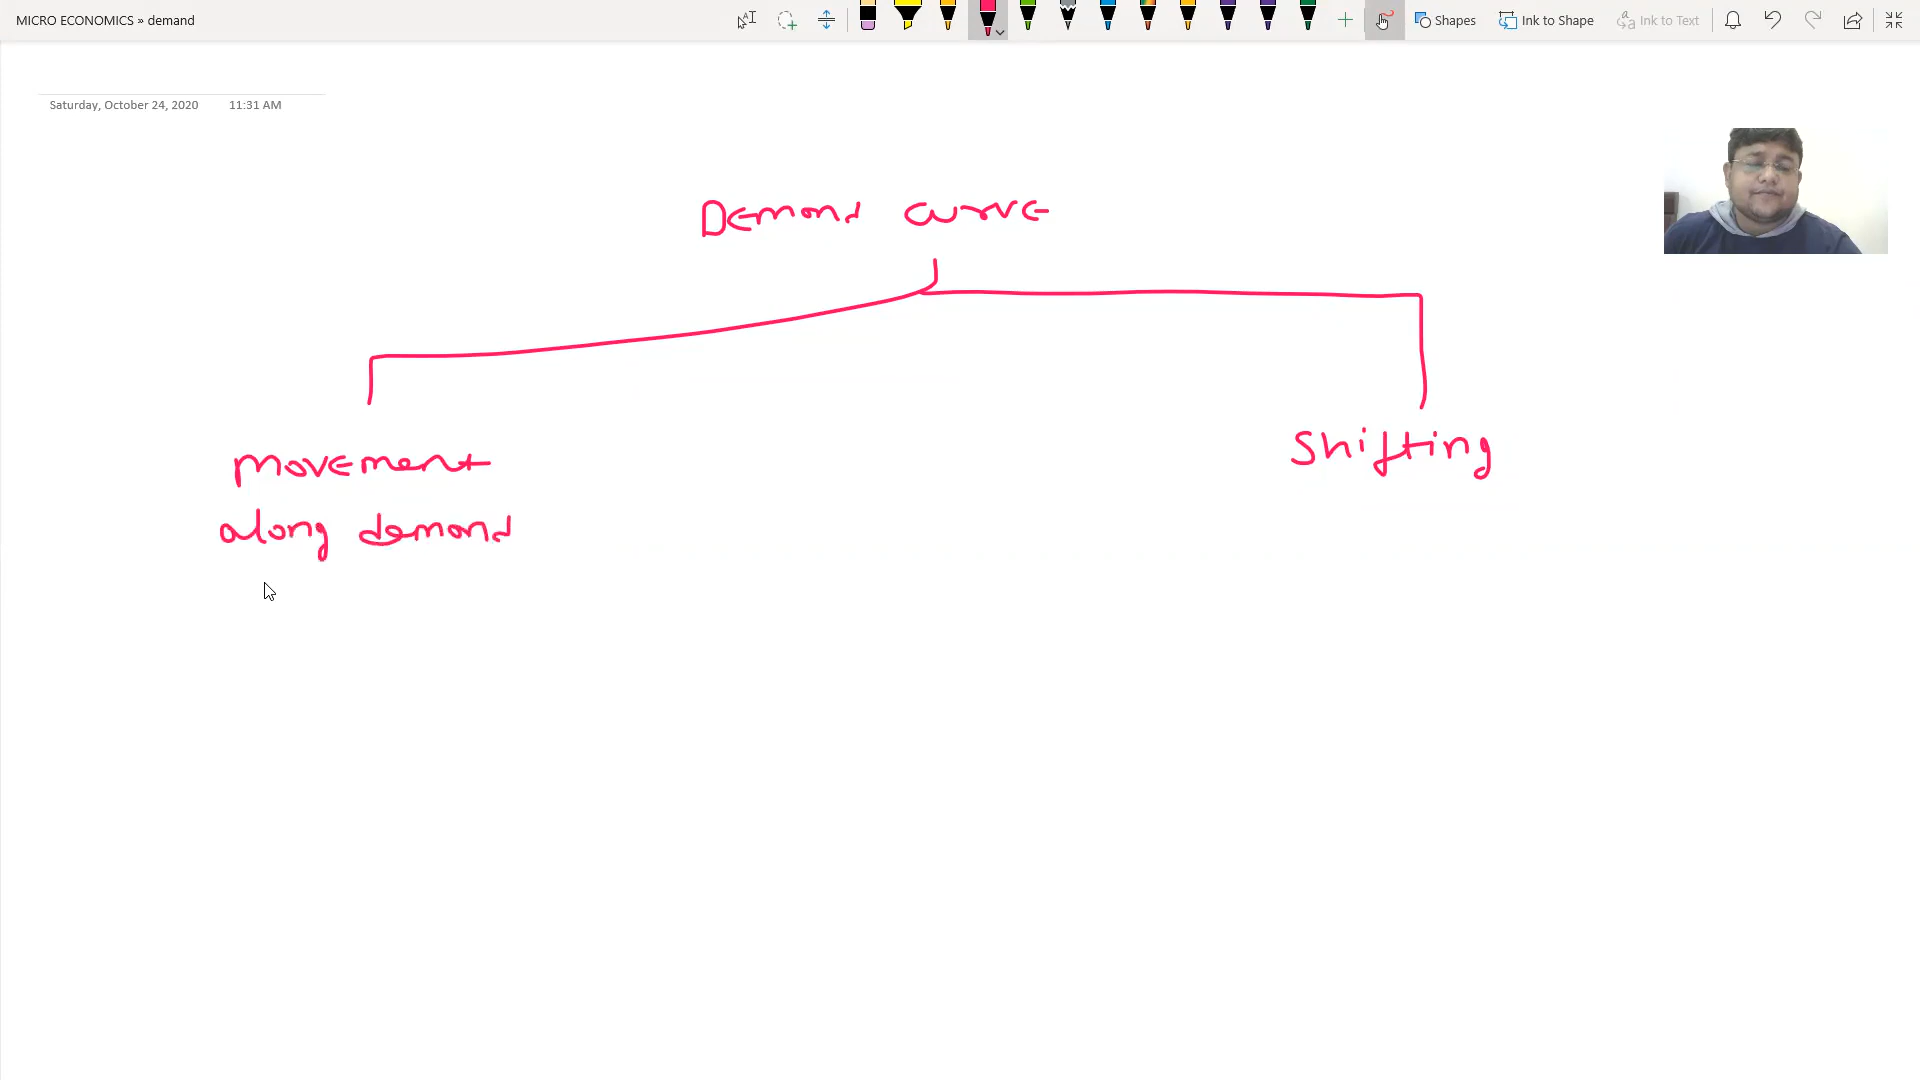 MICRO ECONOMICS » demand
Shapes
Ink to Shape
Ink to Text
Saturday, October 24, 2020 11:31 AM
Demand curve
movement
along demand
Shifting